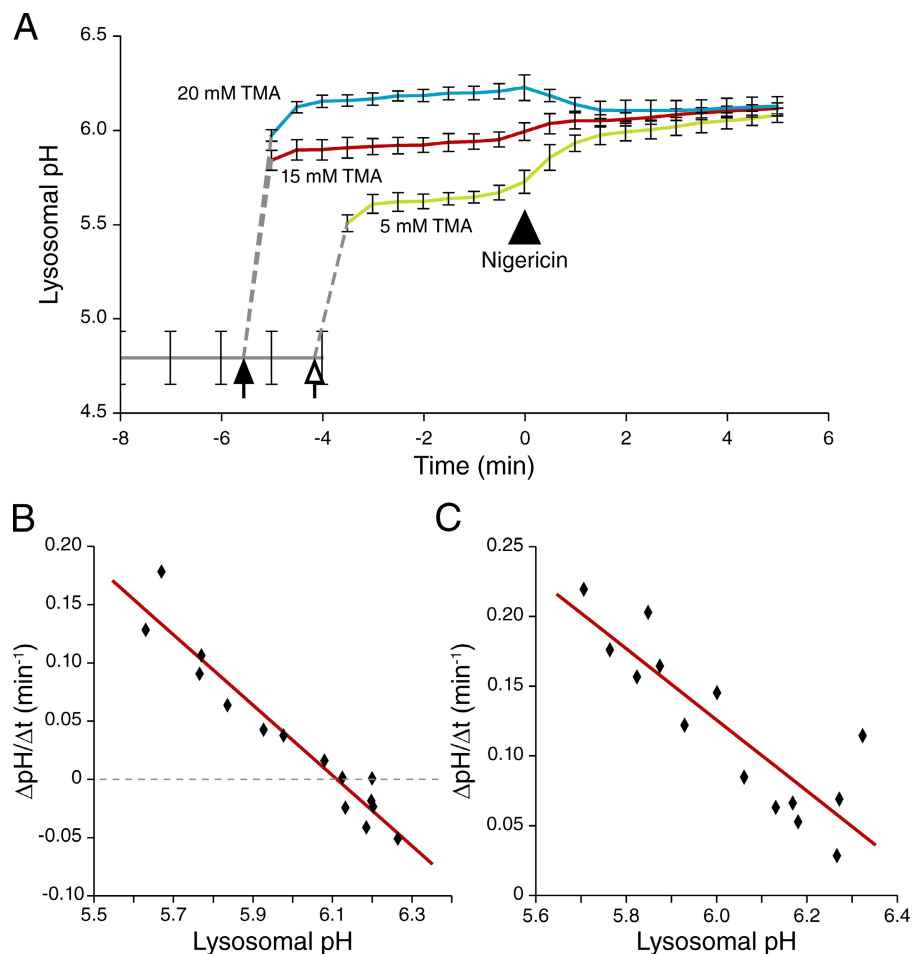 A
6.5
6.0
5.5
5.0
4.5
Lysosomal pH
20 mM TMA
15 mM TMA
5 mM TMA
Nigericin
-8
-6
-4
-2
0
2
4
6
Time (min)
B
0.20
0.15
0.10
0.05
0
-0.05
-0.10
ΔpH/Δt (min⁻¹)
5.5
5.7
5.9
6.1
6.3
Lysosomal pH
C
0.25
0.20
0.15
0.10
0.05
0
ΔpH/Δt (min⁻¹)
5.6
5.8
6.0
6.2
6.4
Lysosomal pH